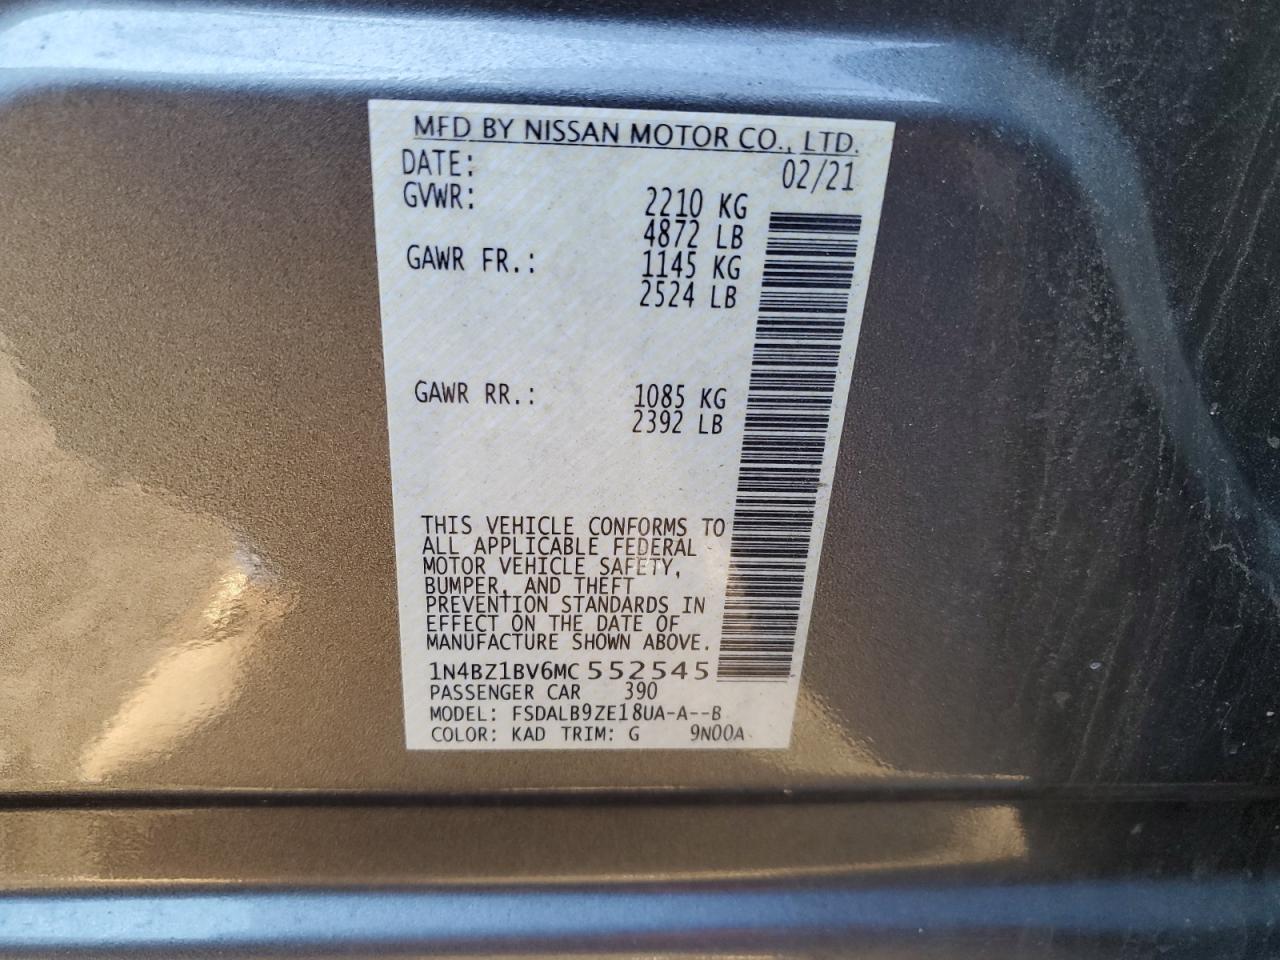 MFD BY NISSAN MOTOR CO., LTD.
DATE: 02/21
GVWR: 2210 KG
4872 LB
GAWR FR.: 1145 KG
2524 LB
GAWR RR.: 1085 KG
2392 LB
THIS VEHICLE CONFORMS TO
ALL APPLICABLE FEDERAL
MOTOR VEHICLE SAFETY,
BUMPER, AND THEFT
PREVENTION STANDARDS IN
EFFECT ON THE DATE OF
MANUFACTURE SHOWN ABOVE.
1N4BZ1BV6MC552545
PASSENGER CAR 390
MODEL: FSDALB9ZE18UA-A--B
COLOR: KAD TRIM: G 9N00A